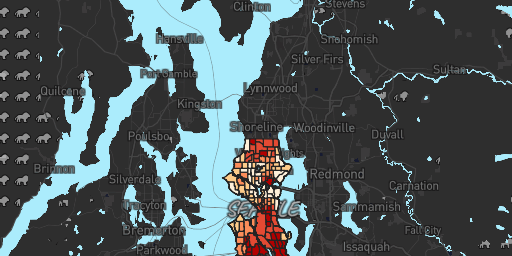 Clinton
Stevens
Hansville
Snohomish
Silver Firs
Port Gamble
Sultan
Quilcene
Lynnwood
Kingston
Shoreline
Woodinville
Poulsbo
Duvall
Brinnon
Redmond
Silverdale
Carnation
Tracyton
SEATTLE
Sammamish
Bremerton
Fall City
Parkwood
Issaquah